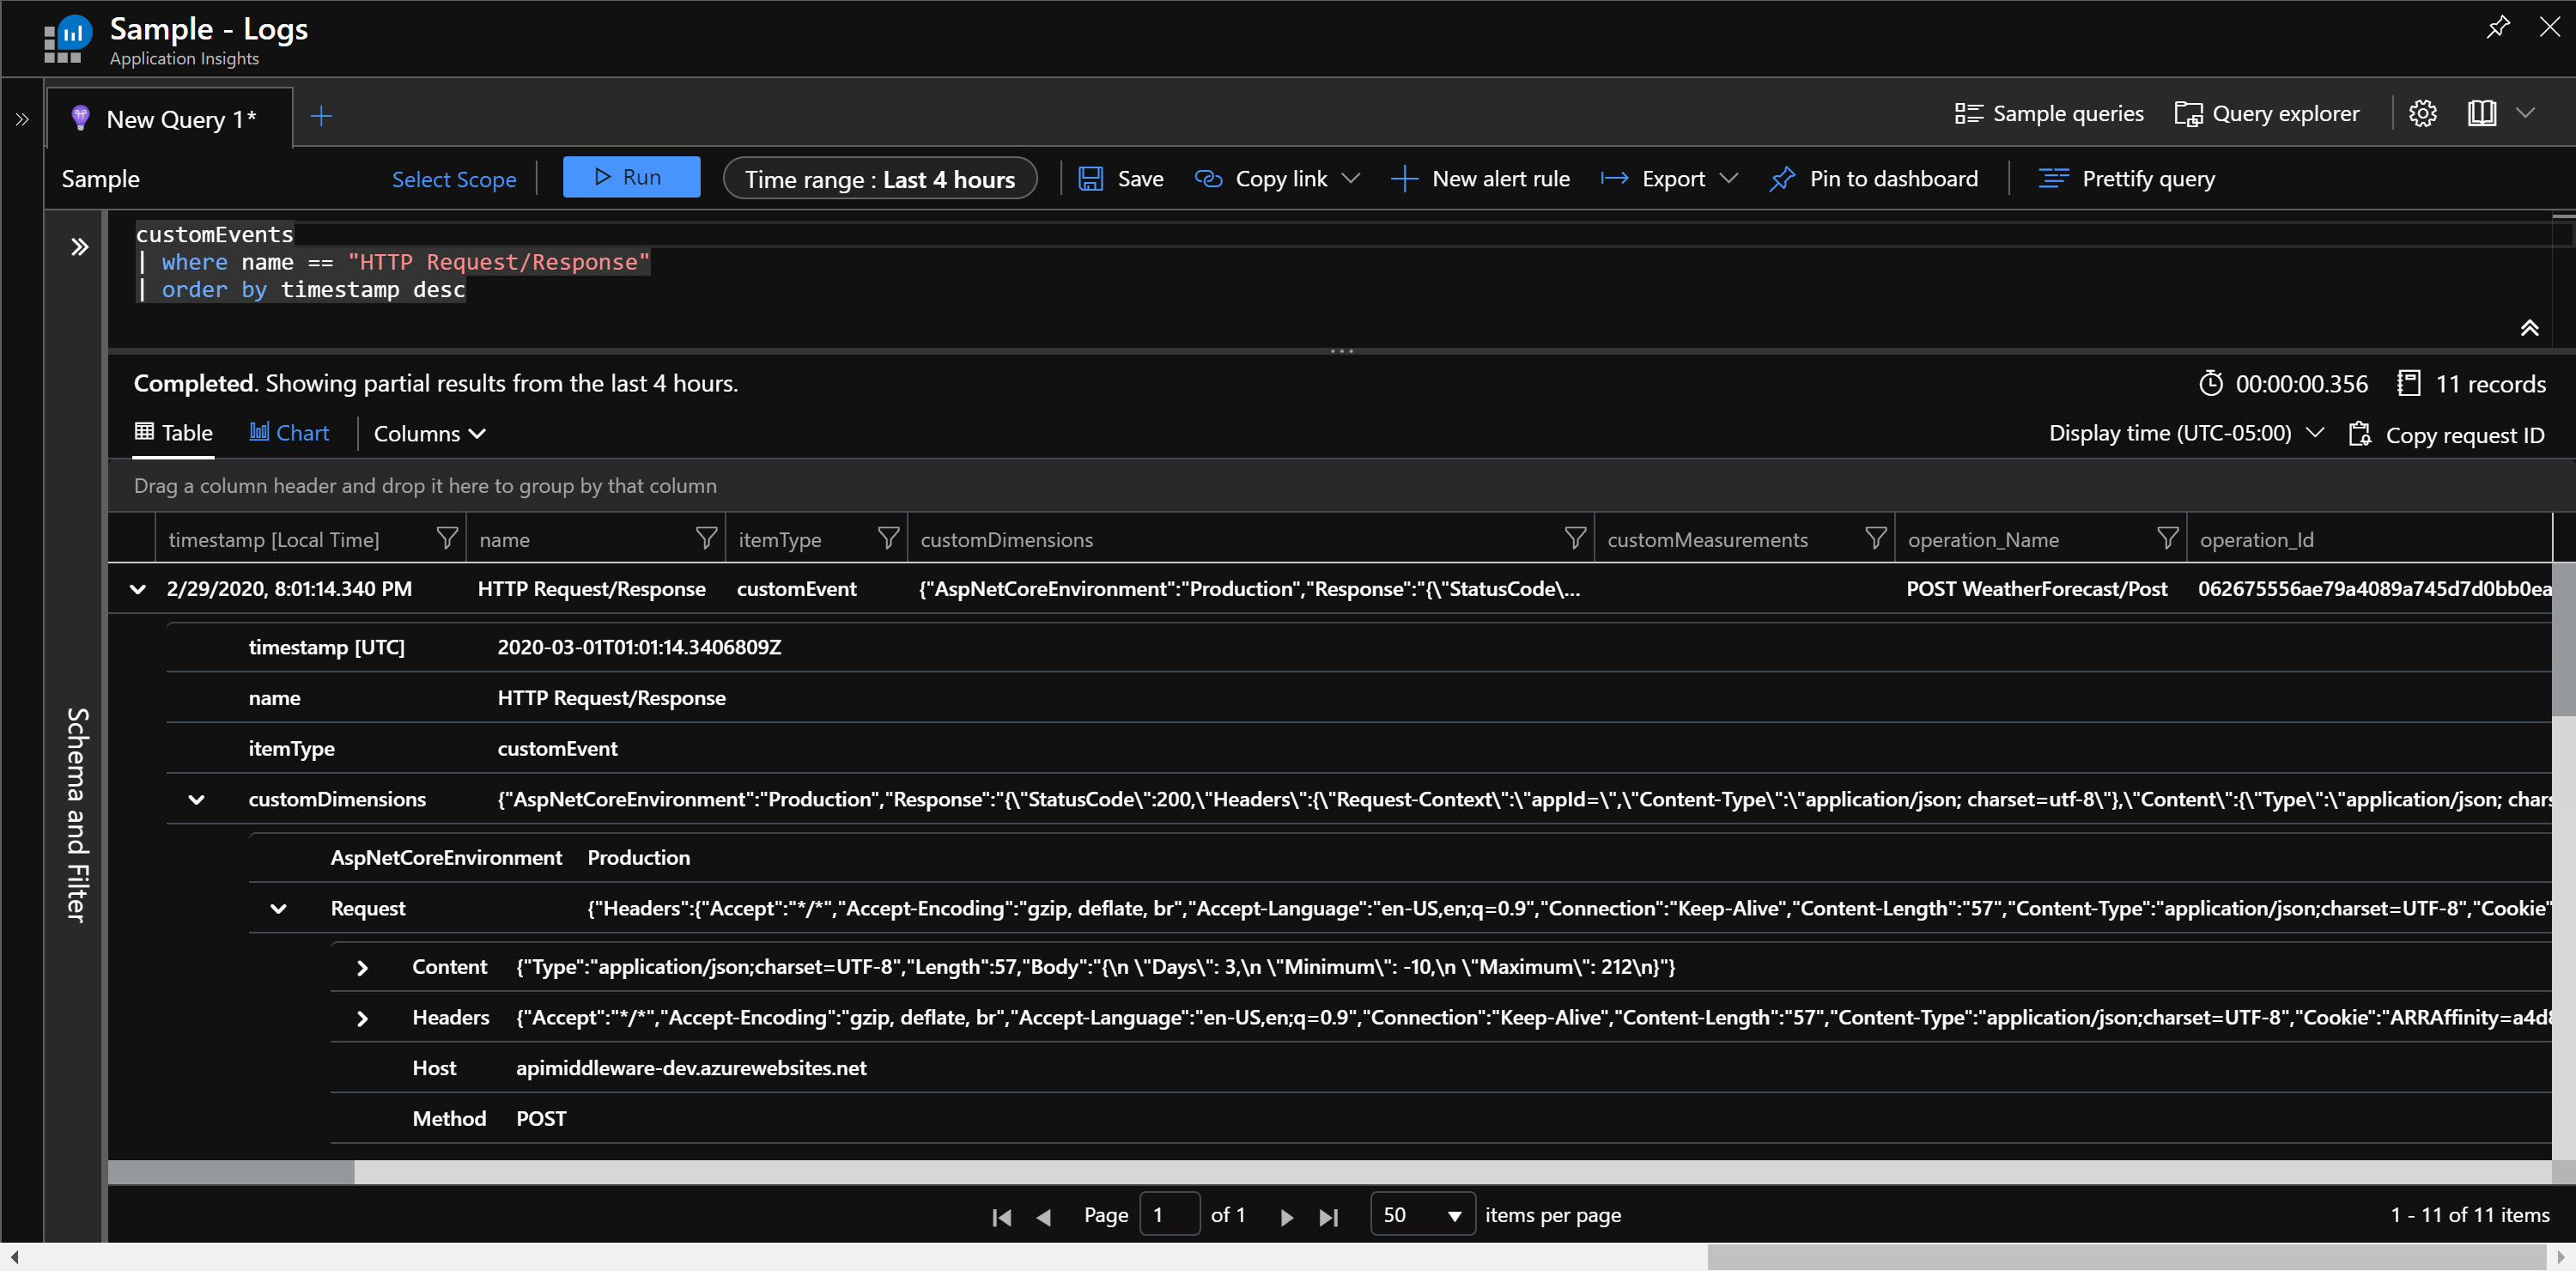 Sample - Logs
Application Insights
New Query 1*
Sample queries
Query explorer
Sample
Select Scope
Run
Time range : Last 4 hours
Save
Copy link
New alert rule
Export
Pin to dashboard
Prettify query
customEvents
| where name == "HTTP Request/Response"
| order by timestamp desc
Completed. Showing partial results from the last 4 hours.
00:00:00.356
11 records
Table
Chart
Columns
Display time (UTC-05:00)
Copy request ID
Drag a column header and drop it here to group by that column
timestamp [Local Time]
name
itemType
customDimensions
customMeasurements
operation_Name
operation_Id
2/29/2020, 8:01:14.340 PM
HTTP Request/Response
customEvent
{"AspNetCoreEnvironment":"Production","Response":"{\"StatusCode\...
POST WeatherForecast/Post
062675556ae79a4089a745d7d0bb0ea
timestamp [UTC]
2020-03-01T01:01:14.3406809Z
name
HTTP Request/Response
itemType
customEvent
customDimensions
{"AspNetCoreEnvironment":"Production","Response":"{\"StatusCode\":200,\"Headers\":{\"Request-Context\":\"appId=\",\"Content-Type\":\"application/json; charset=utf-8\"},\"Content\":{\"Type\":\"application/json; chars
AspNetCoreEnvironment
Production
Request
{"Headers":{"Accept":"*/*","Accept-Encoding":"gzip, deflate, br","Accept-Language":"en-US,en;q=0.9","Connection":"Keep-Alive","Content-Length":"57","Content-Type":"application/json;charset=UTF-8","Cookie"
Content
{"Type":"application/json;charset=UTF-8","Length":57,"Body":"{\n \"Days\": 3,\n \"Minimum\": -10,\n \"Maximum\": 212\n}"}
Headers
{"Accept":"*/*","Accept-Encoding":"gzip, deflate, br","Accept-Language":"en-US,en;q=0.9","Connection":"Keep-Alive","Content-Length":"57","Content-Type":"application/json;charset=UTF-8","Cookie":"ARRAffinity=a4d8
Host
apimiddleware-dev.azurewebsites.net
Method
POST
Schema and Filter
Page 1 of 1
50 items per page
1 - 11 of 11 items